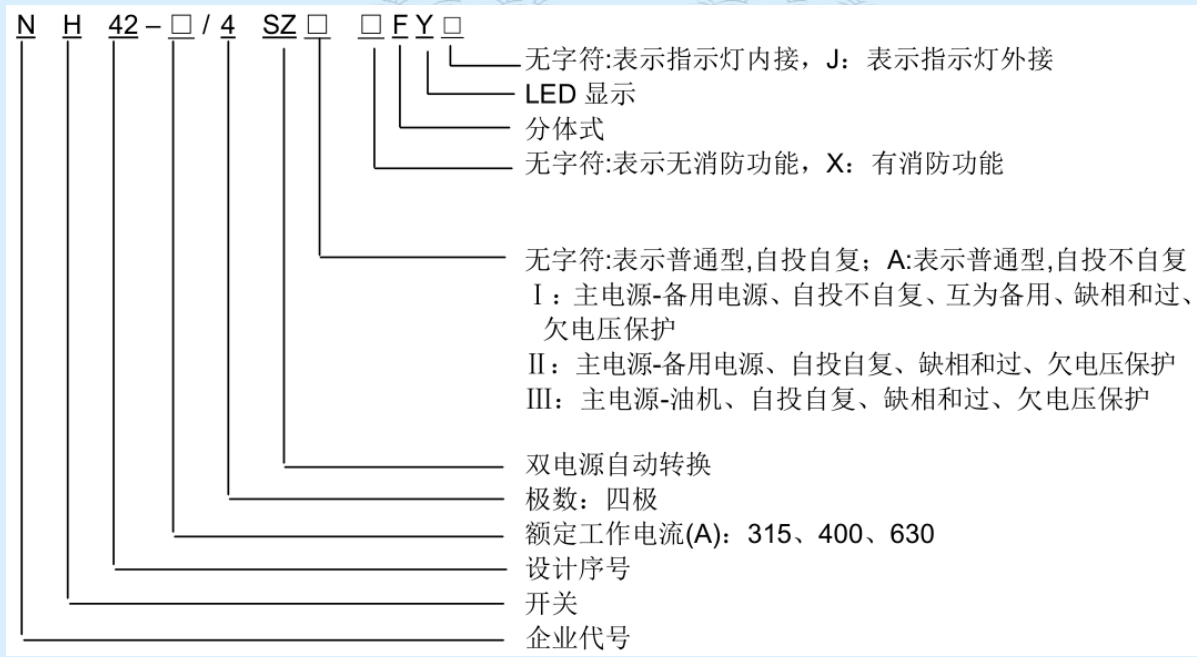 N H 42-□/4 SZ□ □FY□
无字符:表示指示灯内接，J：表示指示灯外接
LED 显示
分体式
无字符:表示无消防功能，X：有消防功能
无字符:表示普通型,自投自复；A:表示普通型,自投不自复
Ⅰ：主电源-备用电源、自投不自复、互为备用、缺相和过、
欠电压保护
Ⅱ：主电源-备用电源、自投自复、缺相和过、欠电压保护
Ⅲ：主电源-油机、自投自复、缺相和过、欠电压保护
双电源自动转换
极数：四极
额定工作电流(A)：315、400、630
设计序号
开关
企业代号